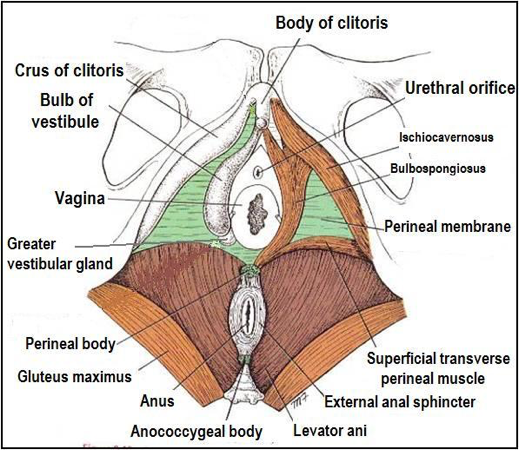 Body of clitoris
Crus of clitoris
Urethral orifice
Bulb of
vestibule
Ischiocavernosus
Bulbospongiosus
Vagina
Perineal membrane
Greater
vestibular gland
Perineal body
Superficial transverse
perineal muscle
Gluteus maximus
Anus
External anal sphincter
Anococcygeal body
Levator ani